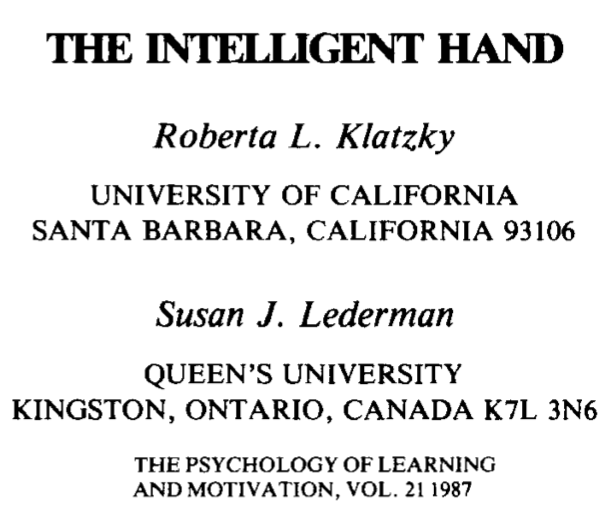 THE INTELLIGENT HAND
Roberta L. Klatzky
UNIVERSITY OF CALIFORNIA
SANTA BARBARA, CALIFORNIA 93106
Susan J. Lederman
QUEEN'S UNIVERSITY
KINGSTON, ONTARIO, CANADA K7L 3N6
THE PSYCHOLOGY OF LEARNING
AND MOTIVATION, VOL. 21 1987